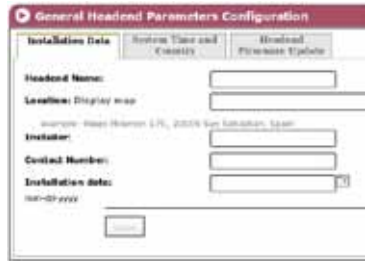 General Headend Parameters Configuration
Installation Data
System Time and
Country
Headend
Firmware Update
Headend Name:
Location: Display map
Installer:
Contact Number:
Installation date:
mm-dd-yyyy